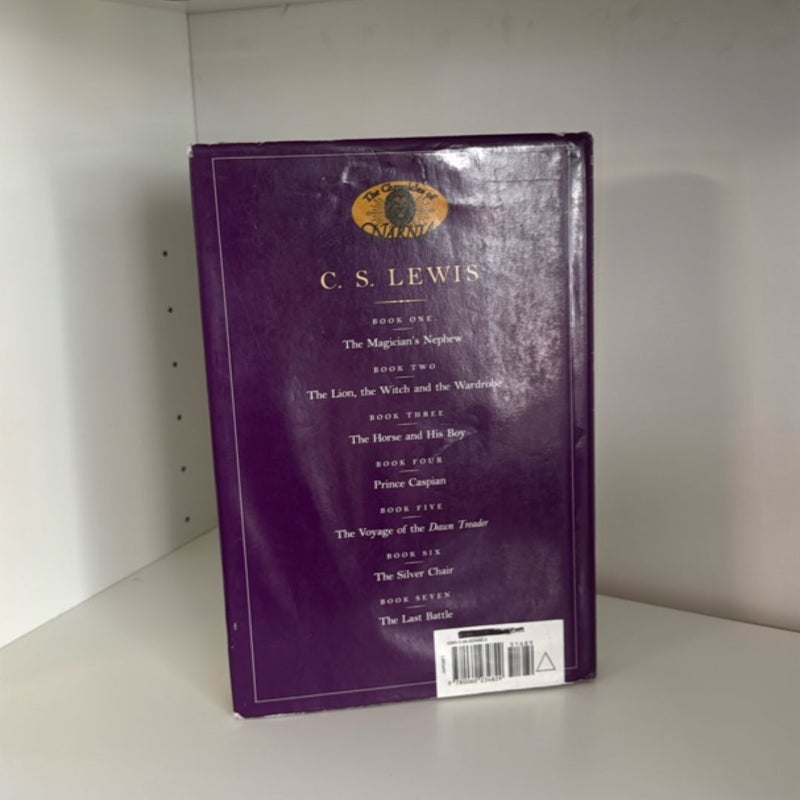 The Chronicles of
NARNIA
C. S. LEWIS
BOOK ONE
The Magician's Nephew
BOOK TWO
The Lion, the Witch and the Wardrobe
BOOK THREE
The Horse and His Boy
BOOK FOUR
Prince Caspian
BOOK FIVE
The Voyage of the Dawn Treader
BOOK SIX
The Silver Chair
BOOK SEVEN
The Last Battle